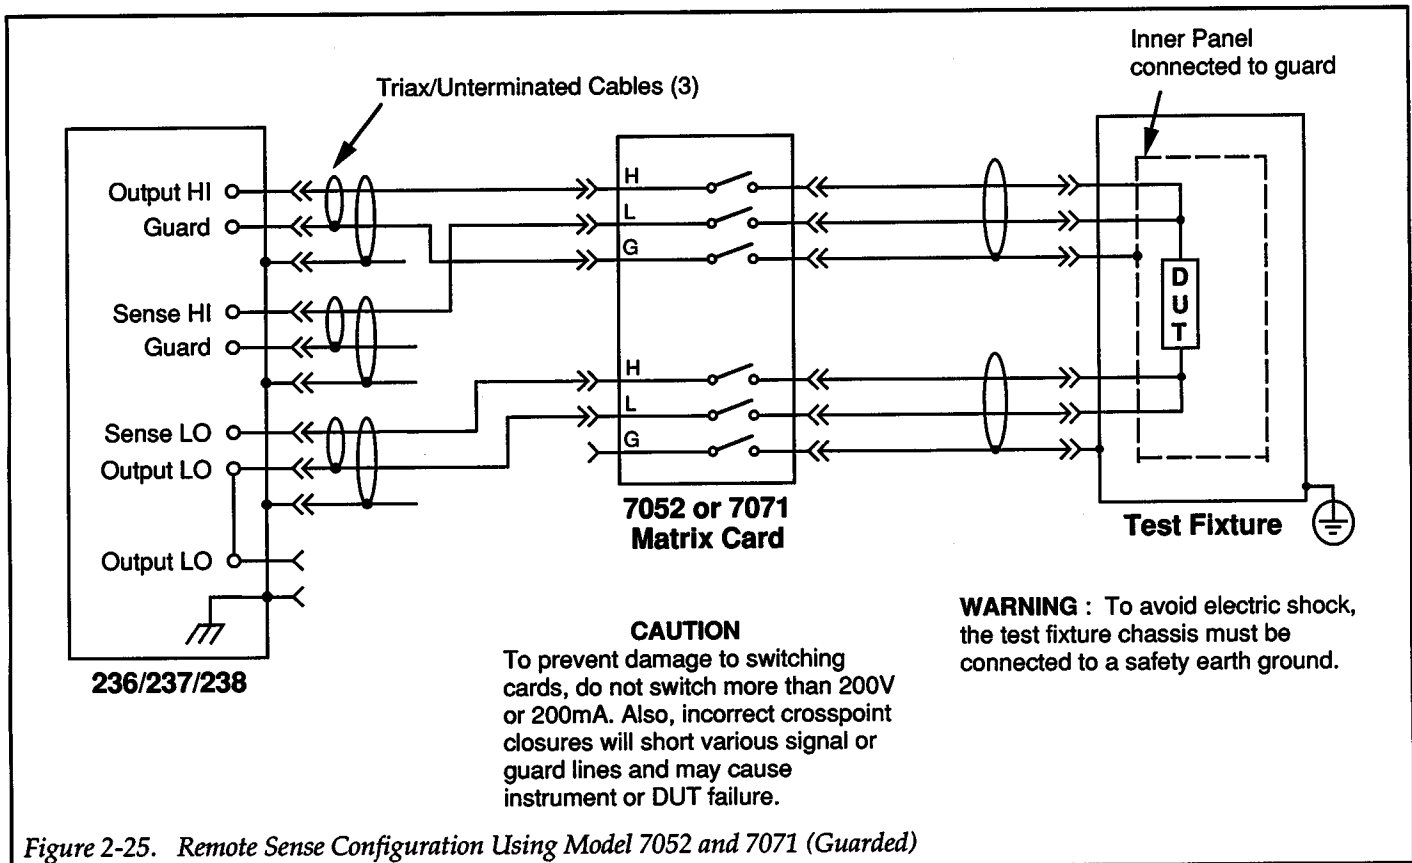 Inner Panel
connected to guard
Triax/Unterminated Cables (3)
Output HI
Guard
Sense HI
Guard
Sense LO
Output LO
Output LO
236/237/238
H
L
G
H
L
G
7052 or 7071
Matrix Card
D
U
T
Test Fixture
CAUTION
To prevent damage to switching
cards, do not switch more than 200V
or 200mA. Also, incorrect crosspoint
closures will short various signal or
guard lines and may cause
instrument or DUT failure.
WARNING : To avoid electric shock,
the test fixture chassis must be
connected to a safety earth ground.
Figure 2-25. Remote Sense Configuration Using Model 7052 and 7071 (Guarded)